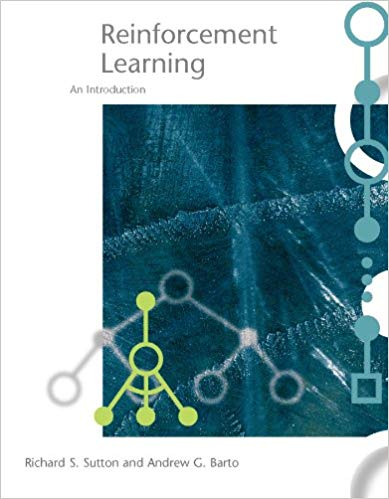 Reinforcement
Learning
An Introduction
Richard S. Sutton and Andrew G. Barto